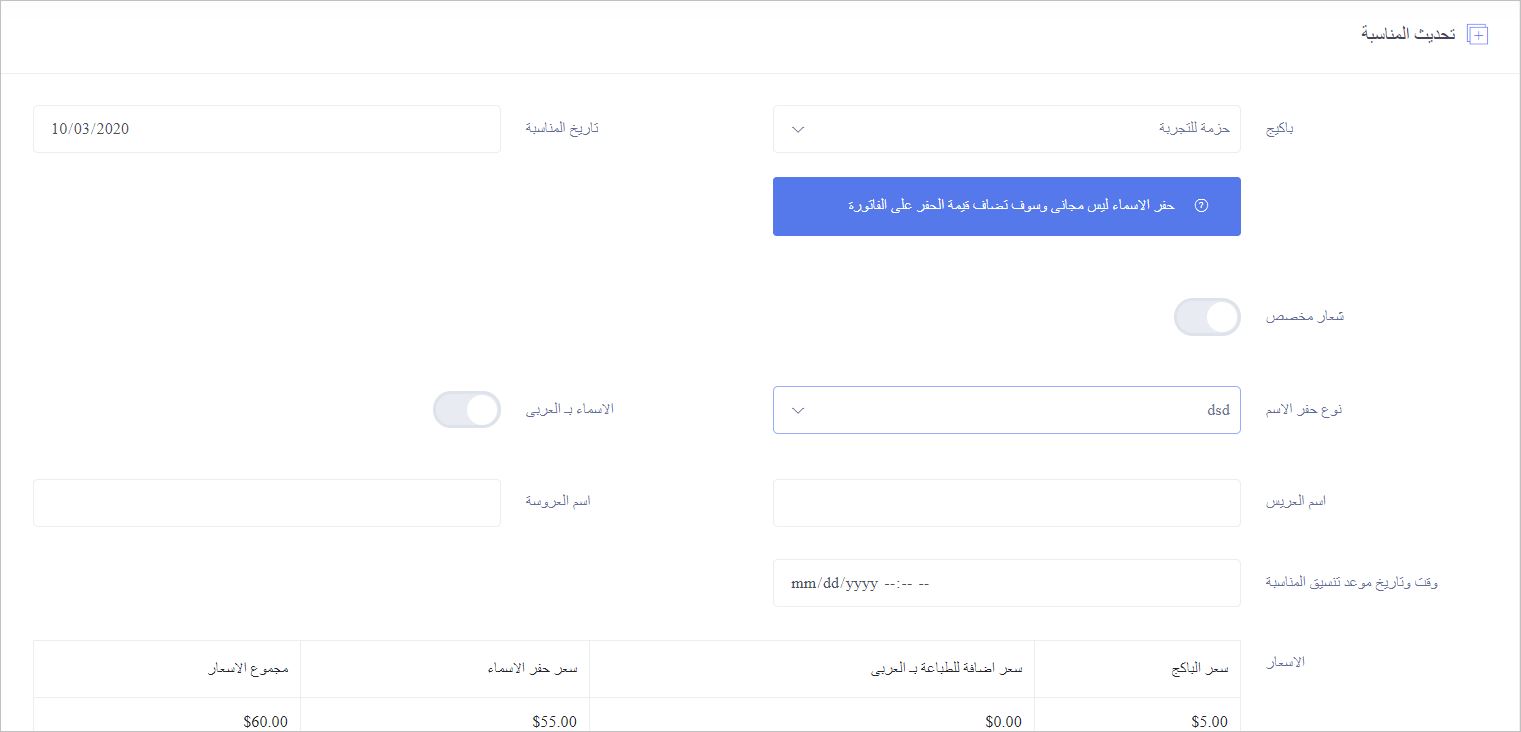 تحديث المناسبة
باكيج
حزمة للتجربة
تاريخ المناسبة
10/03/2020
حفر الاسماء ليس مجانى وسوف تضاف قيمة الحفر على الفاتورة
شعار مخصص
نوع حفر الاسم
dsd
الاسماء بـ العربى
اسم العريس
اسم العروسة
وقت وتاريخ موعد تنسيق المناسبة
mm/dd/yyyy --:-- --
الاسعار
سعر الباكج
سعر اضافة للطباعة بـ العربى
سعر حفر الاسماء
مجموع الاسعار
$5.00
$0.00
$55.00
$60.00